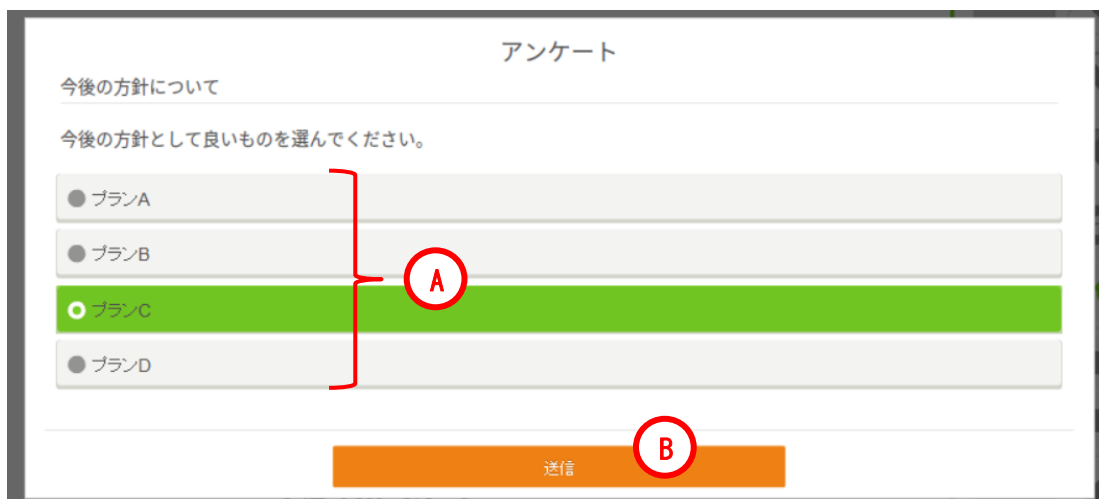 アンケート
今後の方針について
今後の方針として良いものを選んでください。
プランA
プランB
A
プランC
プランD
B
送信